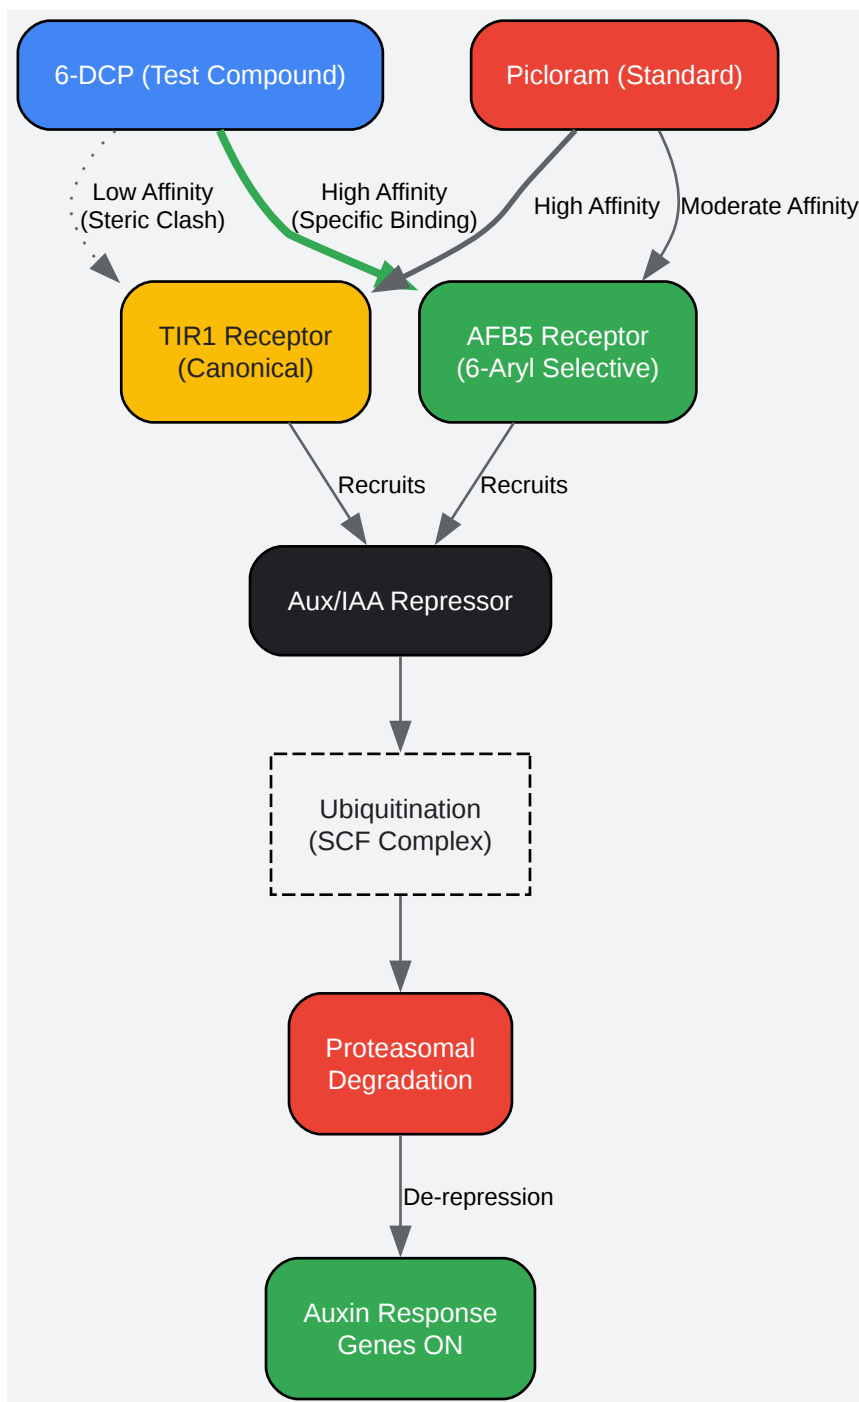 6-DCP (Test Compound)
Picloram (Standard)
Low Affinity
(Steric Clash)
High Affinity
(Specific Binding)
High Affinity
Moderate Affinity
TIR1 Receptor
(Canonical)
AFB5 Receptor
(6-Aryl Selective)
Recruits
Recruits
Aux/IAA Repressor
Ubiquitination
(SCF Complex)
Proteasomal
Degradation
De-repression
Auxin Response
Genes ON